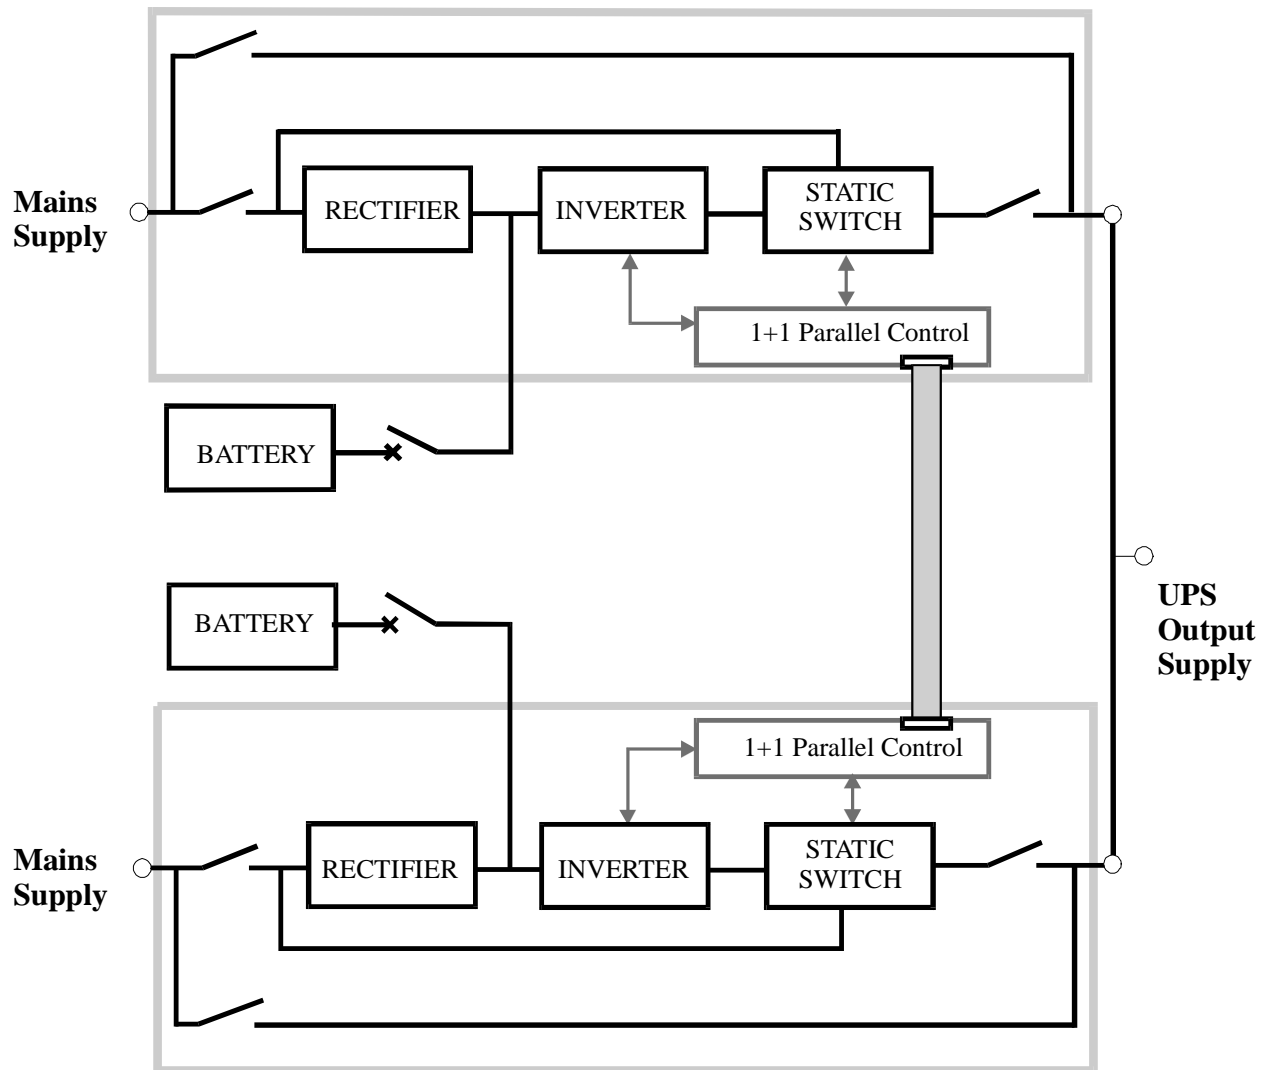 Mains
Supply
RECTIFIER
INVERTER
STATIC
SWITCH
1+1 Parallel Control
BATTERY
BATTERY
UPS
Output
Supply
1+1 Parallel Control
Mains
Supply
RECTIFIER
INVERTER
STATIC
SWITCH